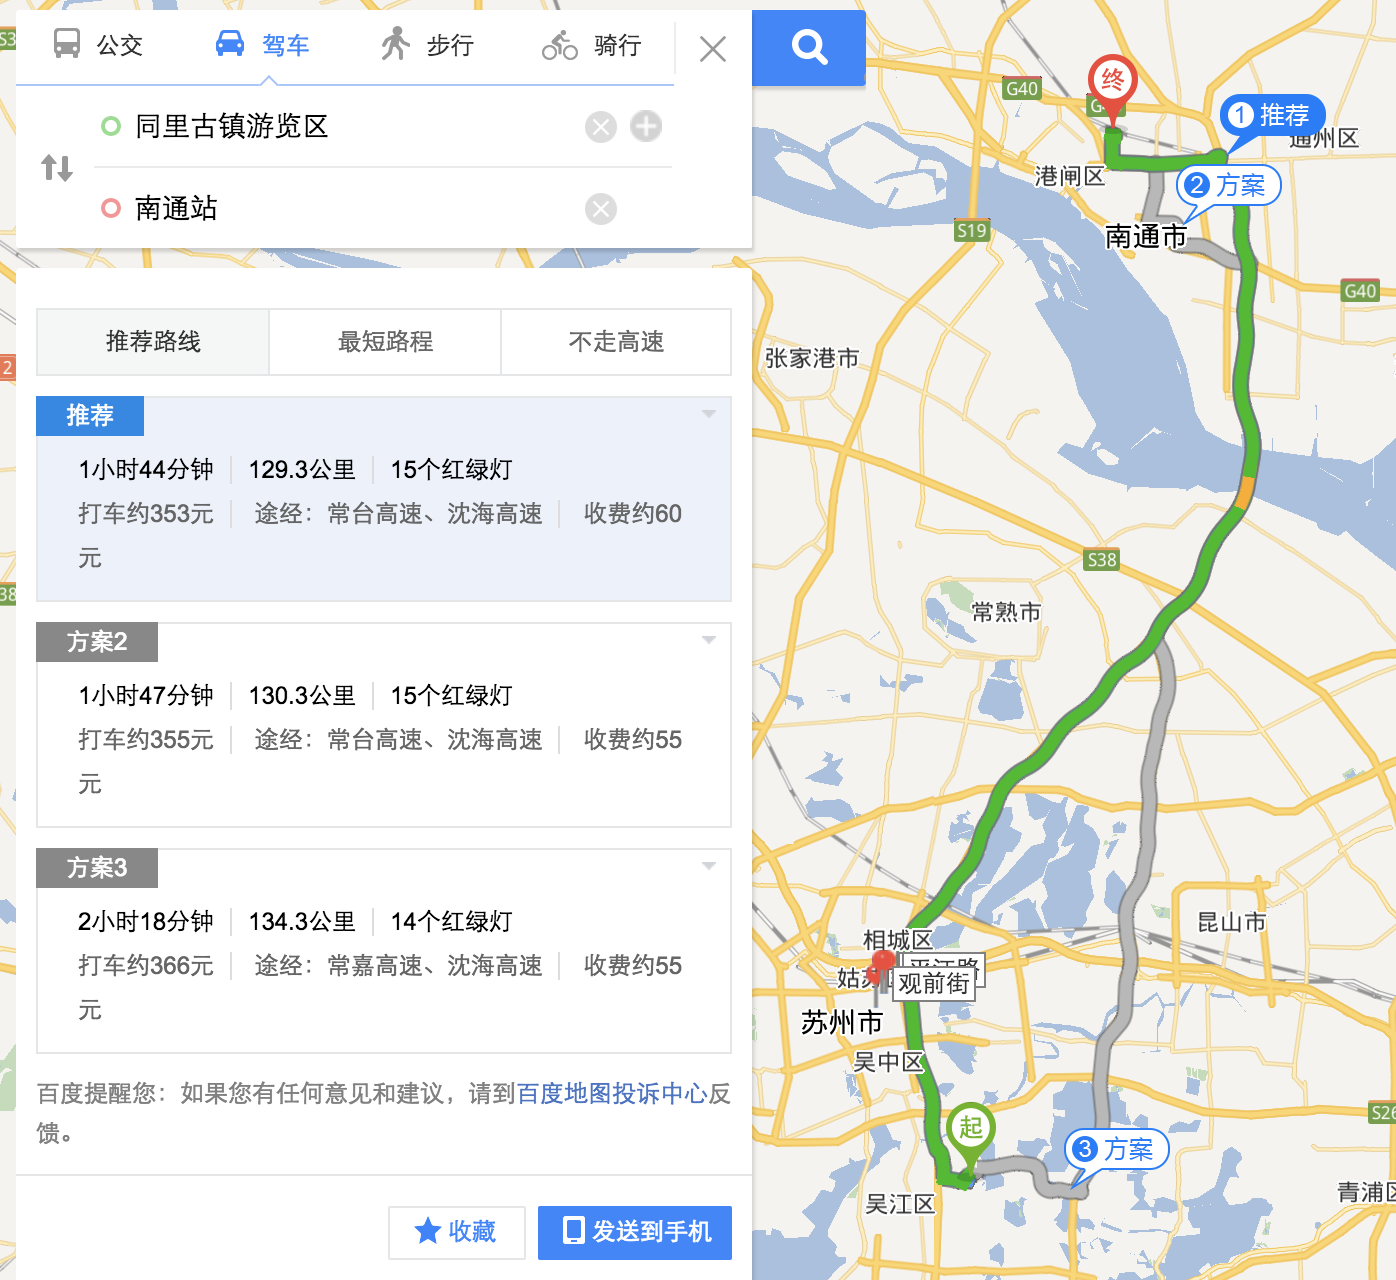 公交 驾车 步行 骑行
同里古镇游览区
南通站
推荐路线 最短路程 不走高速
推荐
1小时44分钟 129.3公里 15个红绿灯
打车约353元 途经：常台高速、沈海高速 收费约60
元
方案2
1小时47分钟 130.3公里 15个红绿灯
打车约355元 途经：常台高速、沈海高速 收费约55
元
方案3
2小时18分钟 134.3公里 14个红绿灯
打车约366元 途经：常嘉高速、沈海高速 收费约55
元
百度提醒您：如果您有任何意见和建议，请到百度地图投诉中心反
馈。
收藏 发送到手机
终
G40
1 推荐
通州区
港闸区
2 方案
S19
南通市
G40
张家港市
S38
常熟市
昆山市
相城区
观前街
苏州市
吴中区
起
3 方案
吴江区
青浦区